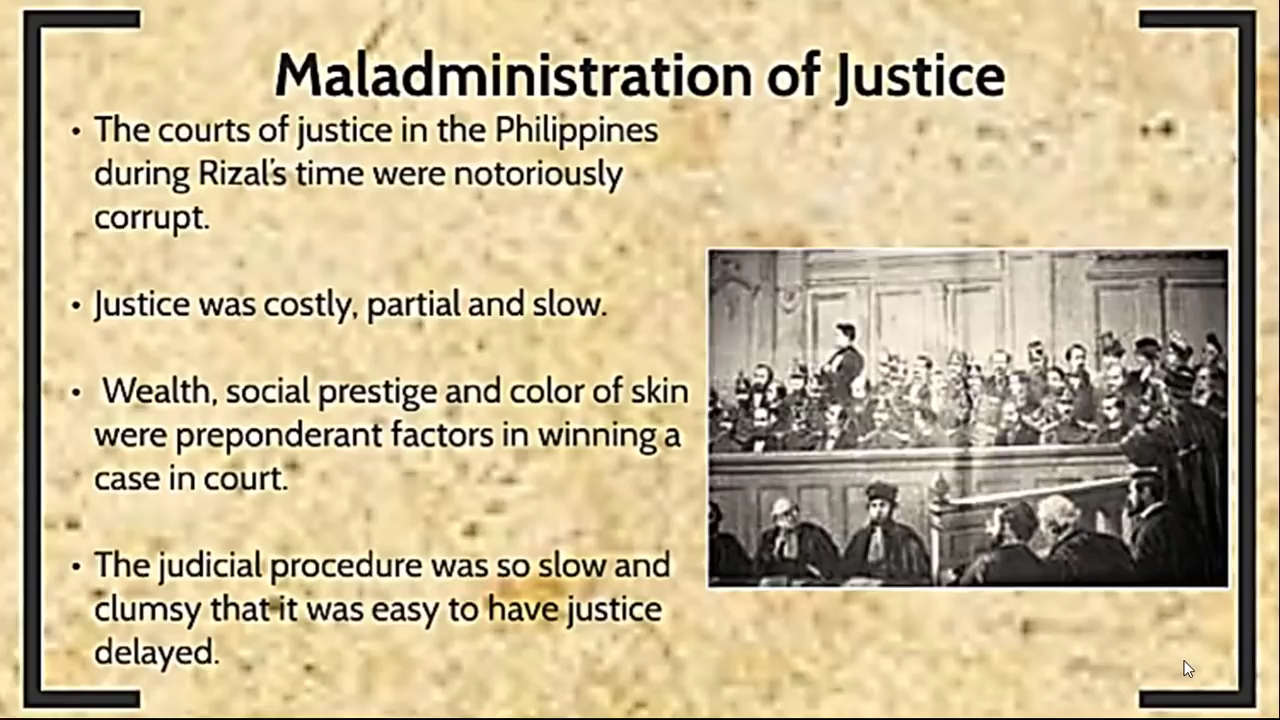 Maladministration of Justice
• The courts of justice in the Philippines
during Rizal's time were notoriously
corrupt.
• Justice was costly, partial and slow.
• Wealth, social prestige and color of skin
were preponderant factors in winning a
case in court.
• The judicial procedure was so slow and
clumsy that it was easy to have justice
delayed.